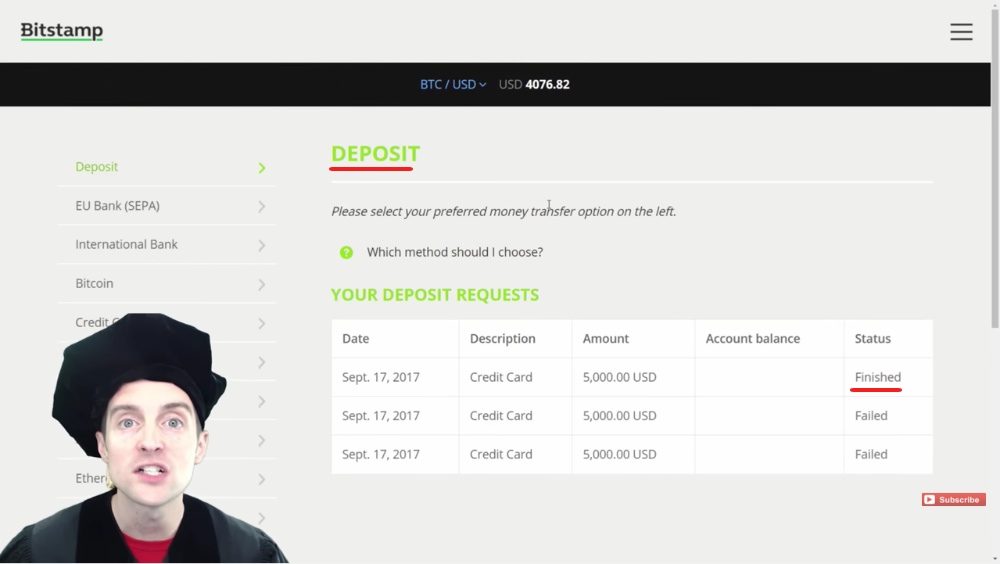 Bitstamp
BTC / USD USD 4076.82
Deposit
EU Bank (SEPA)
International Bank
Bitcoin
Credit
DEPOSIT
Please select your preferred money transfer option on the left.
? Which method should I choose?
YOUR DEPOSIT REQUESTS
Date Description Amount Account balance Status
Sept. 17, 2017 Credit Card 5,000.00 USD Finished
Sept. 17, 2017 Credit Card 5,000.00 USD Failed
Sept. 17, 2017 Credit Card 5,000.00 USD Failed
Subscribe